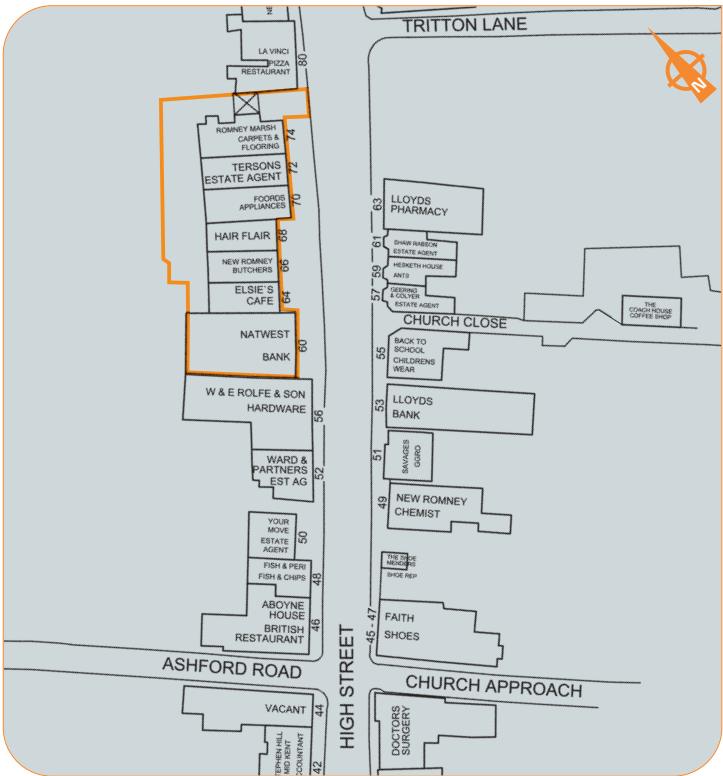 NE
TRITTON LANE
LA VINCI
PIZZA
RESTAURANT
80
N
ROMNEY MARSH
CARPETS &
FLOORING
74
TERSONS
ESTATE AGENT
72
FOORDS
APPLIANCES
70
HAIR FLAIR
68
NEW ROMNEY
BUTCHERS
66
ELSIE`S
CAFE
64
NATWEST
BANK
60
W & E ROLFE & SON
HARDWARE
56
WARD &
PARTNERS
EST AG
52
YOUR
MOVE
ESTATE
AGENT
50
FISH & PERI
FISH & CHIPS
48
ABOYNE
HOUSE
BRITISH
RESTAURANT
46
ASHFORD ROAD
VACANT
44
TEPHEN HILL
MID KENT
CCOUNTANT
42
HIGH STREET
63
LLOYDS
PHARMACY
61
SHAW RABSON
ESTATE AGENT
59
HESKETH HOUSE
ANTS
57
GEERING
& COLYER
ESTATE AGENT
CHURCH CLOSE
THE
COACH HOUSE
COFFEE SHOP
55
BACK TO
SCHOOL
CHILDRENS
WEAR
53
LLOYDS
BANK
51
SAVAGES
GGRO
49
NEW ROMNEY
CHEMIST
THE SHOE
MENDERS
SHOE REP
45 - 47
FAITH
SHOES
CHURCH APPROACH
DOCTORS
SURGERY